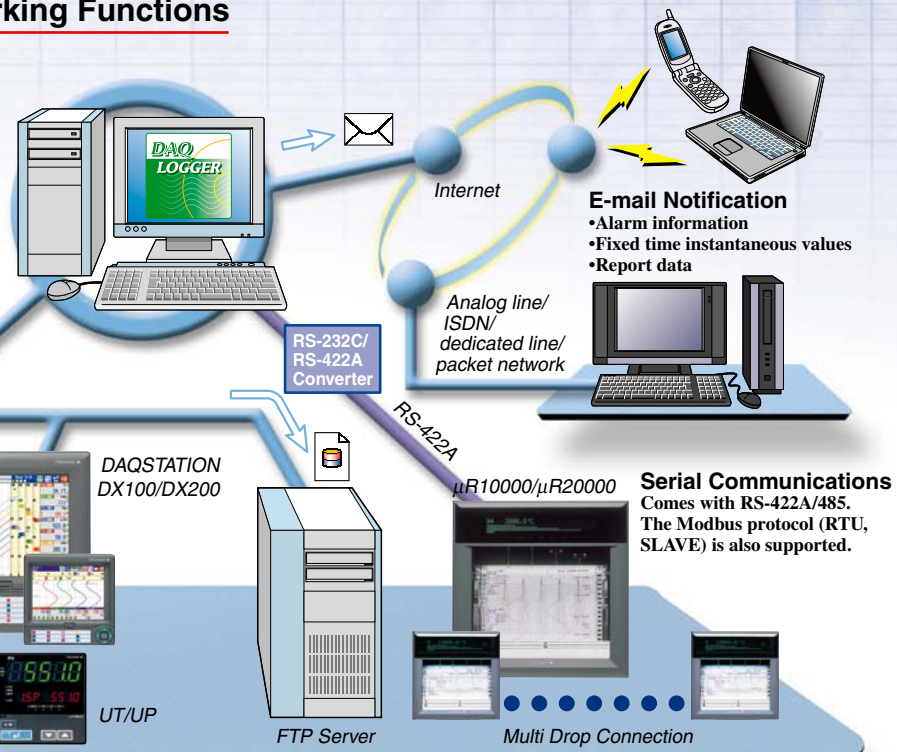 rking Functions
DAQ
LOGGER
Internet
E-mail Notification
•Alarm information
•Fixed time instantaneous values
•Report data
Analog line/
ISDN/
dedicated line/
packet network
RS-232C/
RS-422A
Converter
RS-422A
DAQSTATION
DX100/DX200
µR10000/µR20000
Serial Communications
Comes with RS-422A/485.
The Modbus protocol (RTU,
SLAVE) is also supported.
5510
UT/UP
FTP Server
Multi Drop Connection